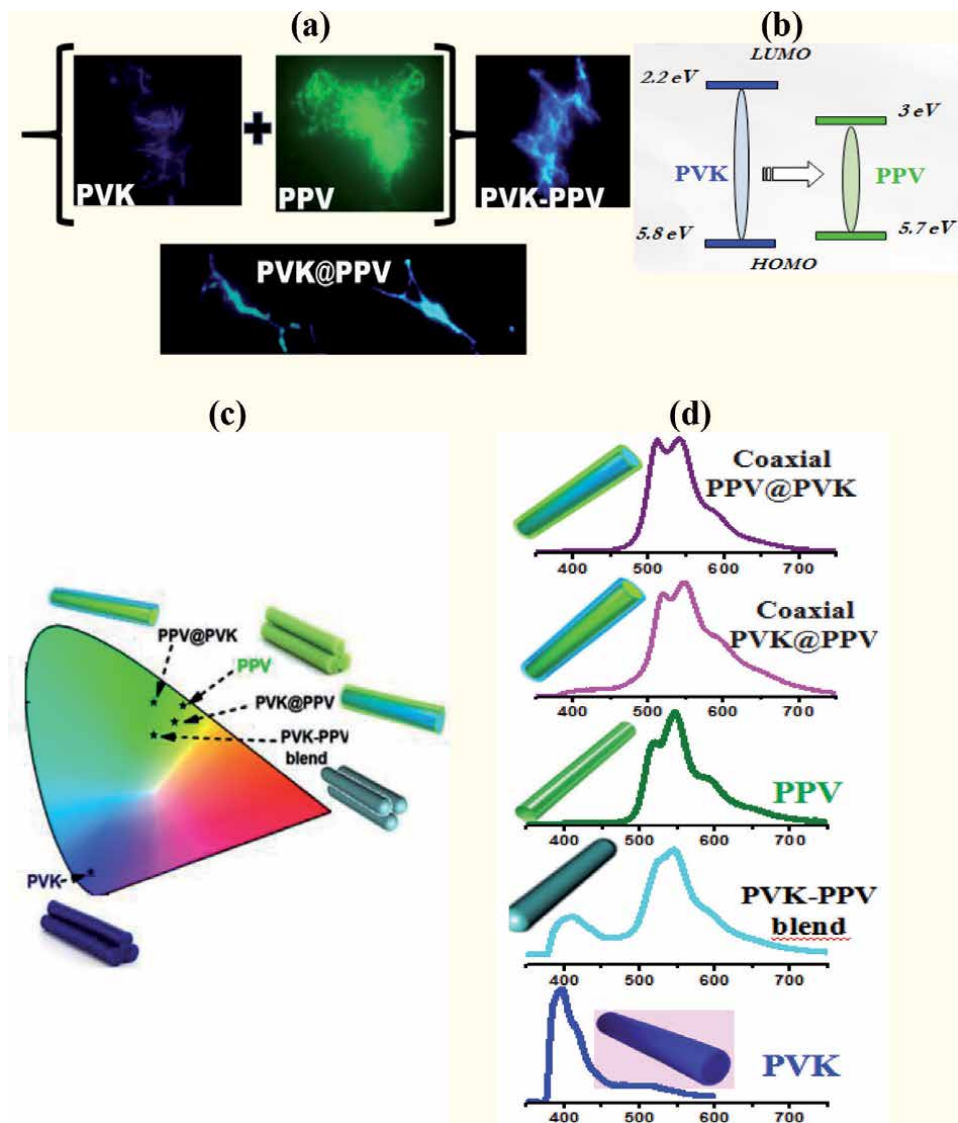 (a)
PVK
+
PPV
PVK-PPV
PVK@PPV
(b)
LUMO
2.2 eV
3 eV
PVK
PPV
5.8 eV
5.7 eV
HOMO
(c)
PPV@PVK
PPV
PVK@PPV
PVK-PPV
blend
PVK
(d)
Coaxial
PPV@PVK
400 500 600 700
Coaxial
PVK@PPV
400 500 600 700
PPV
400 500 600 700
PVK-PPV
blend
400 500 600 700
PVK
400 500 600 700